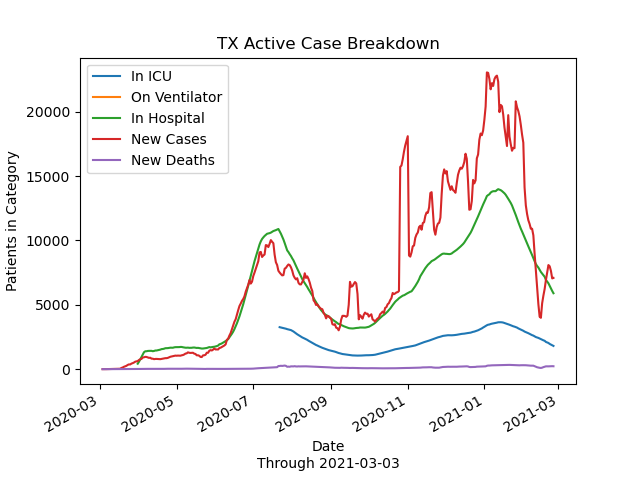 TX Active Case Breakdown
In ICU
On Ventilator
In Hospital
New Cases
New Deaths
Patients in Category
20000
15000
10000
5000
0
2020-03
2020-05
2020-07
2020-09
2020-11
2021-01
2021-03
Date
Through 2021-03-03